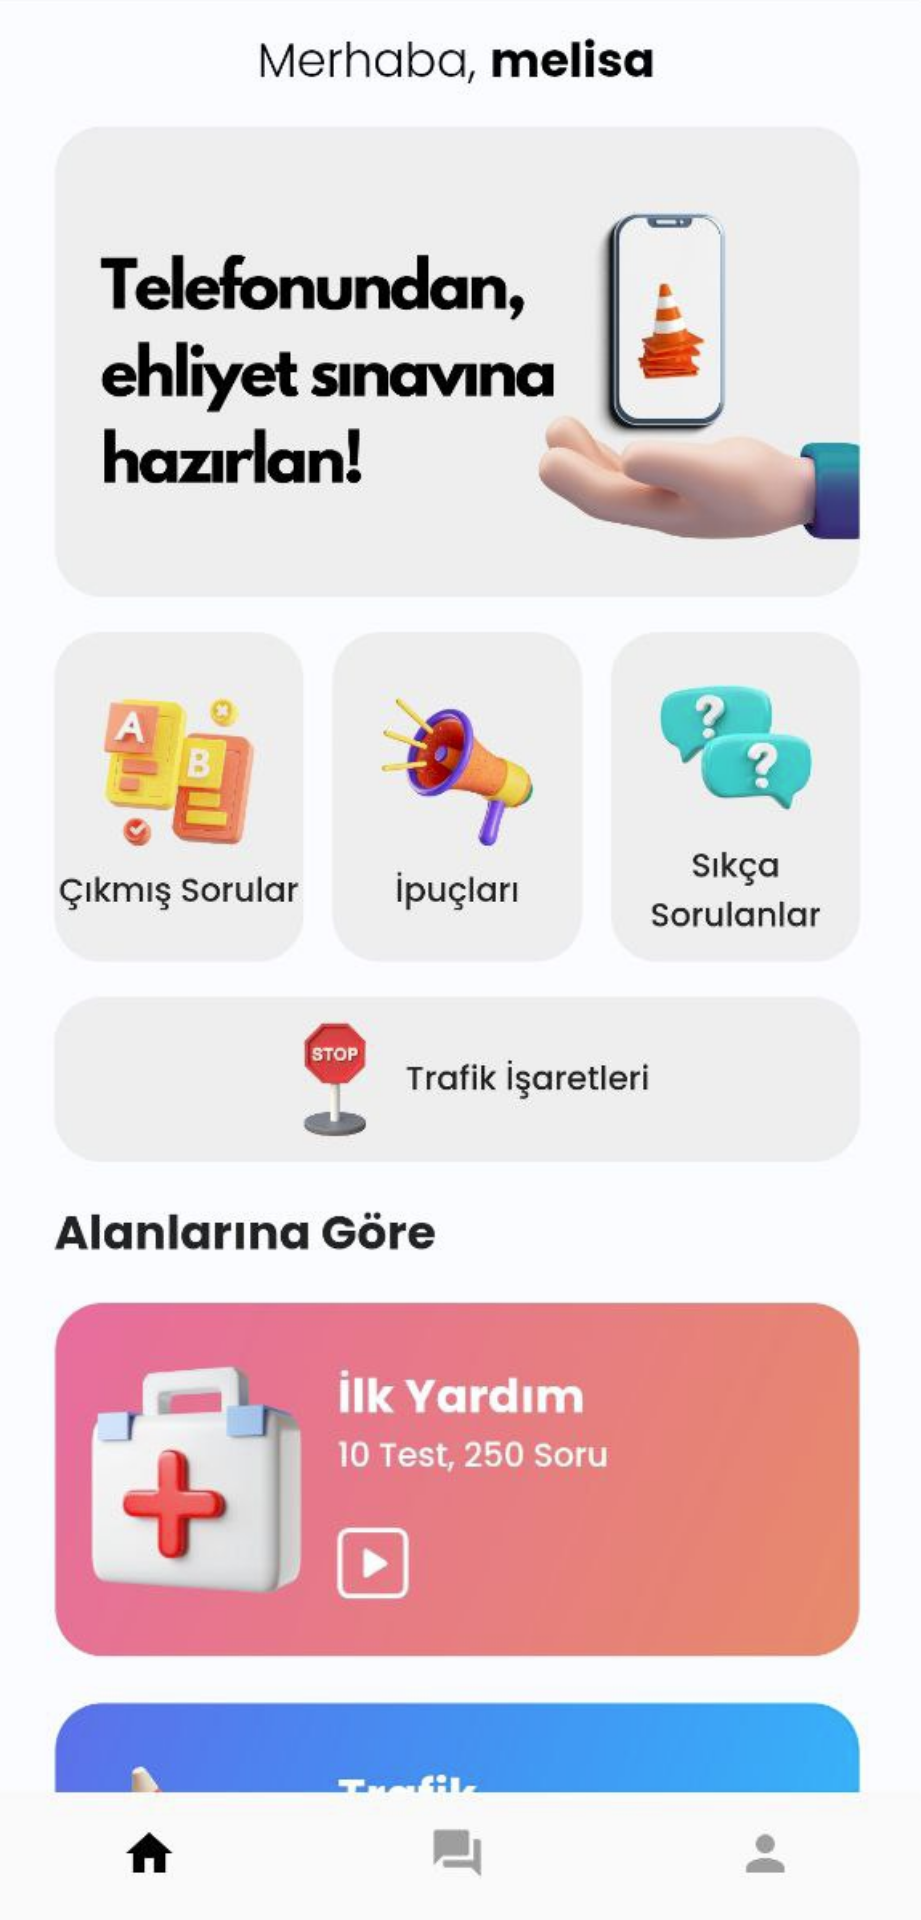 Merhaba, melisa
Telefonundan,
ehliyet sınavına
hazırlan!
A
B
?
?
Çıkmış Sorular
İpuçları
Sıkça
Sorulanlar
STOP
Trafik İşaretleri
Alanlarına Göre
İlk Yardım
10 Test, 250 Soru
Trafik